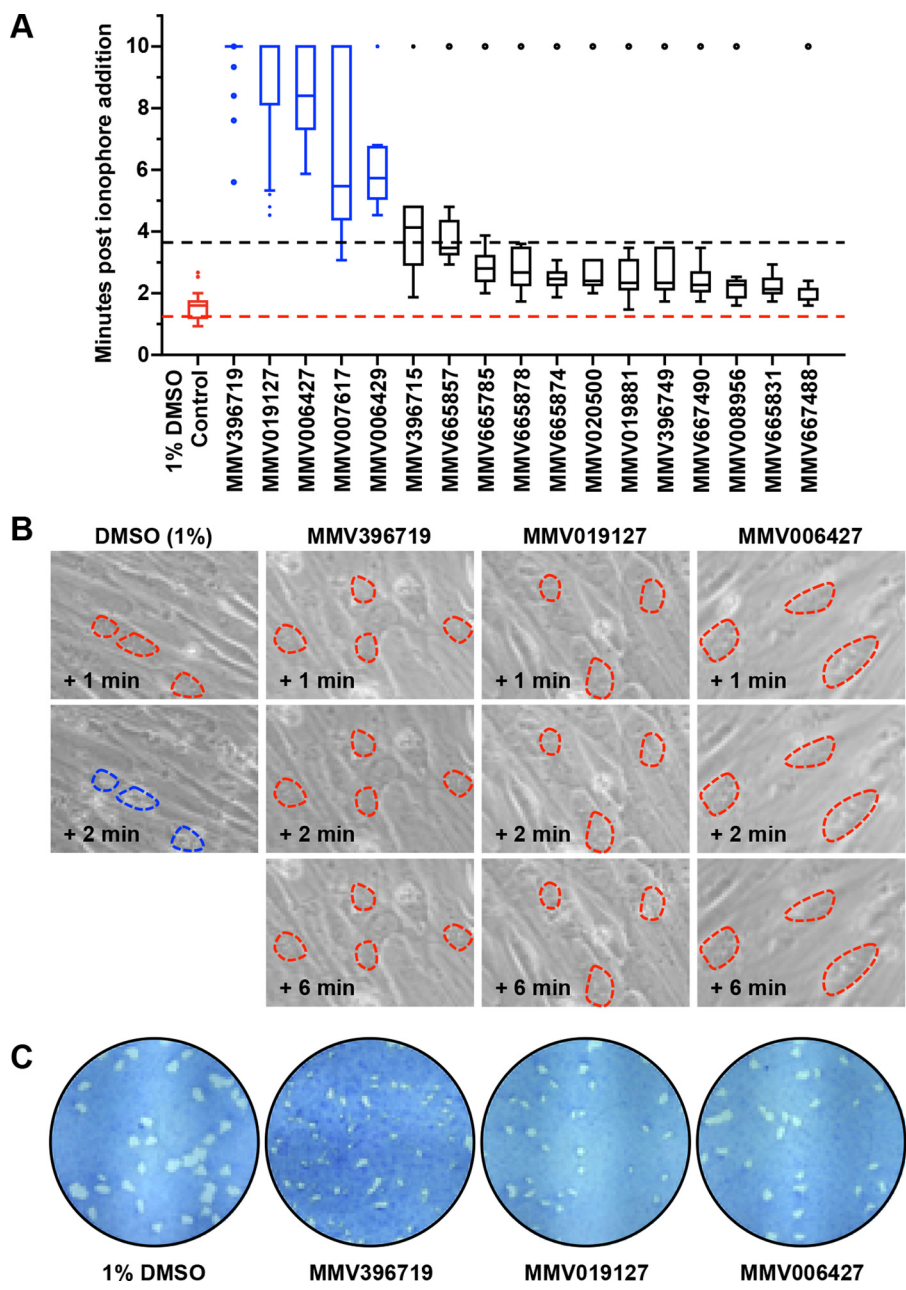 A
Minutes post ionophore addition
10
8
6
4
2
0
1% DMSO
Control
MMV396719
MMV019127
MMV006427
MMV007617
MMV006429
MMV396715
MMV665857
MMV665785
MMV665878
MMV665874
MMV020500
MMV019881
MMV396749
MMV667490
MMV008956
MMV665831
MMV667488
B
DMSO (1%) MMV396719 MMV019127 MMV006427
+ 1 min + 1 min + 1 min + 1 min
+ 2 min + 2 min + 2 min + 2 min
+ 6 min + 6 min + 6 min
C
1% DMSO MMV396719 MMV019127 MMV006427